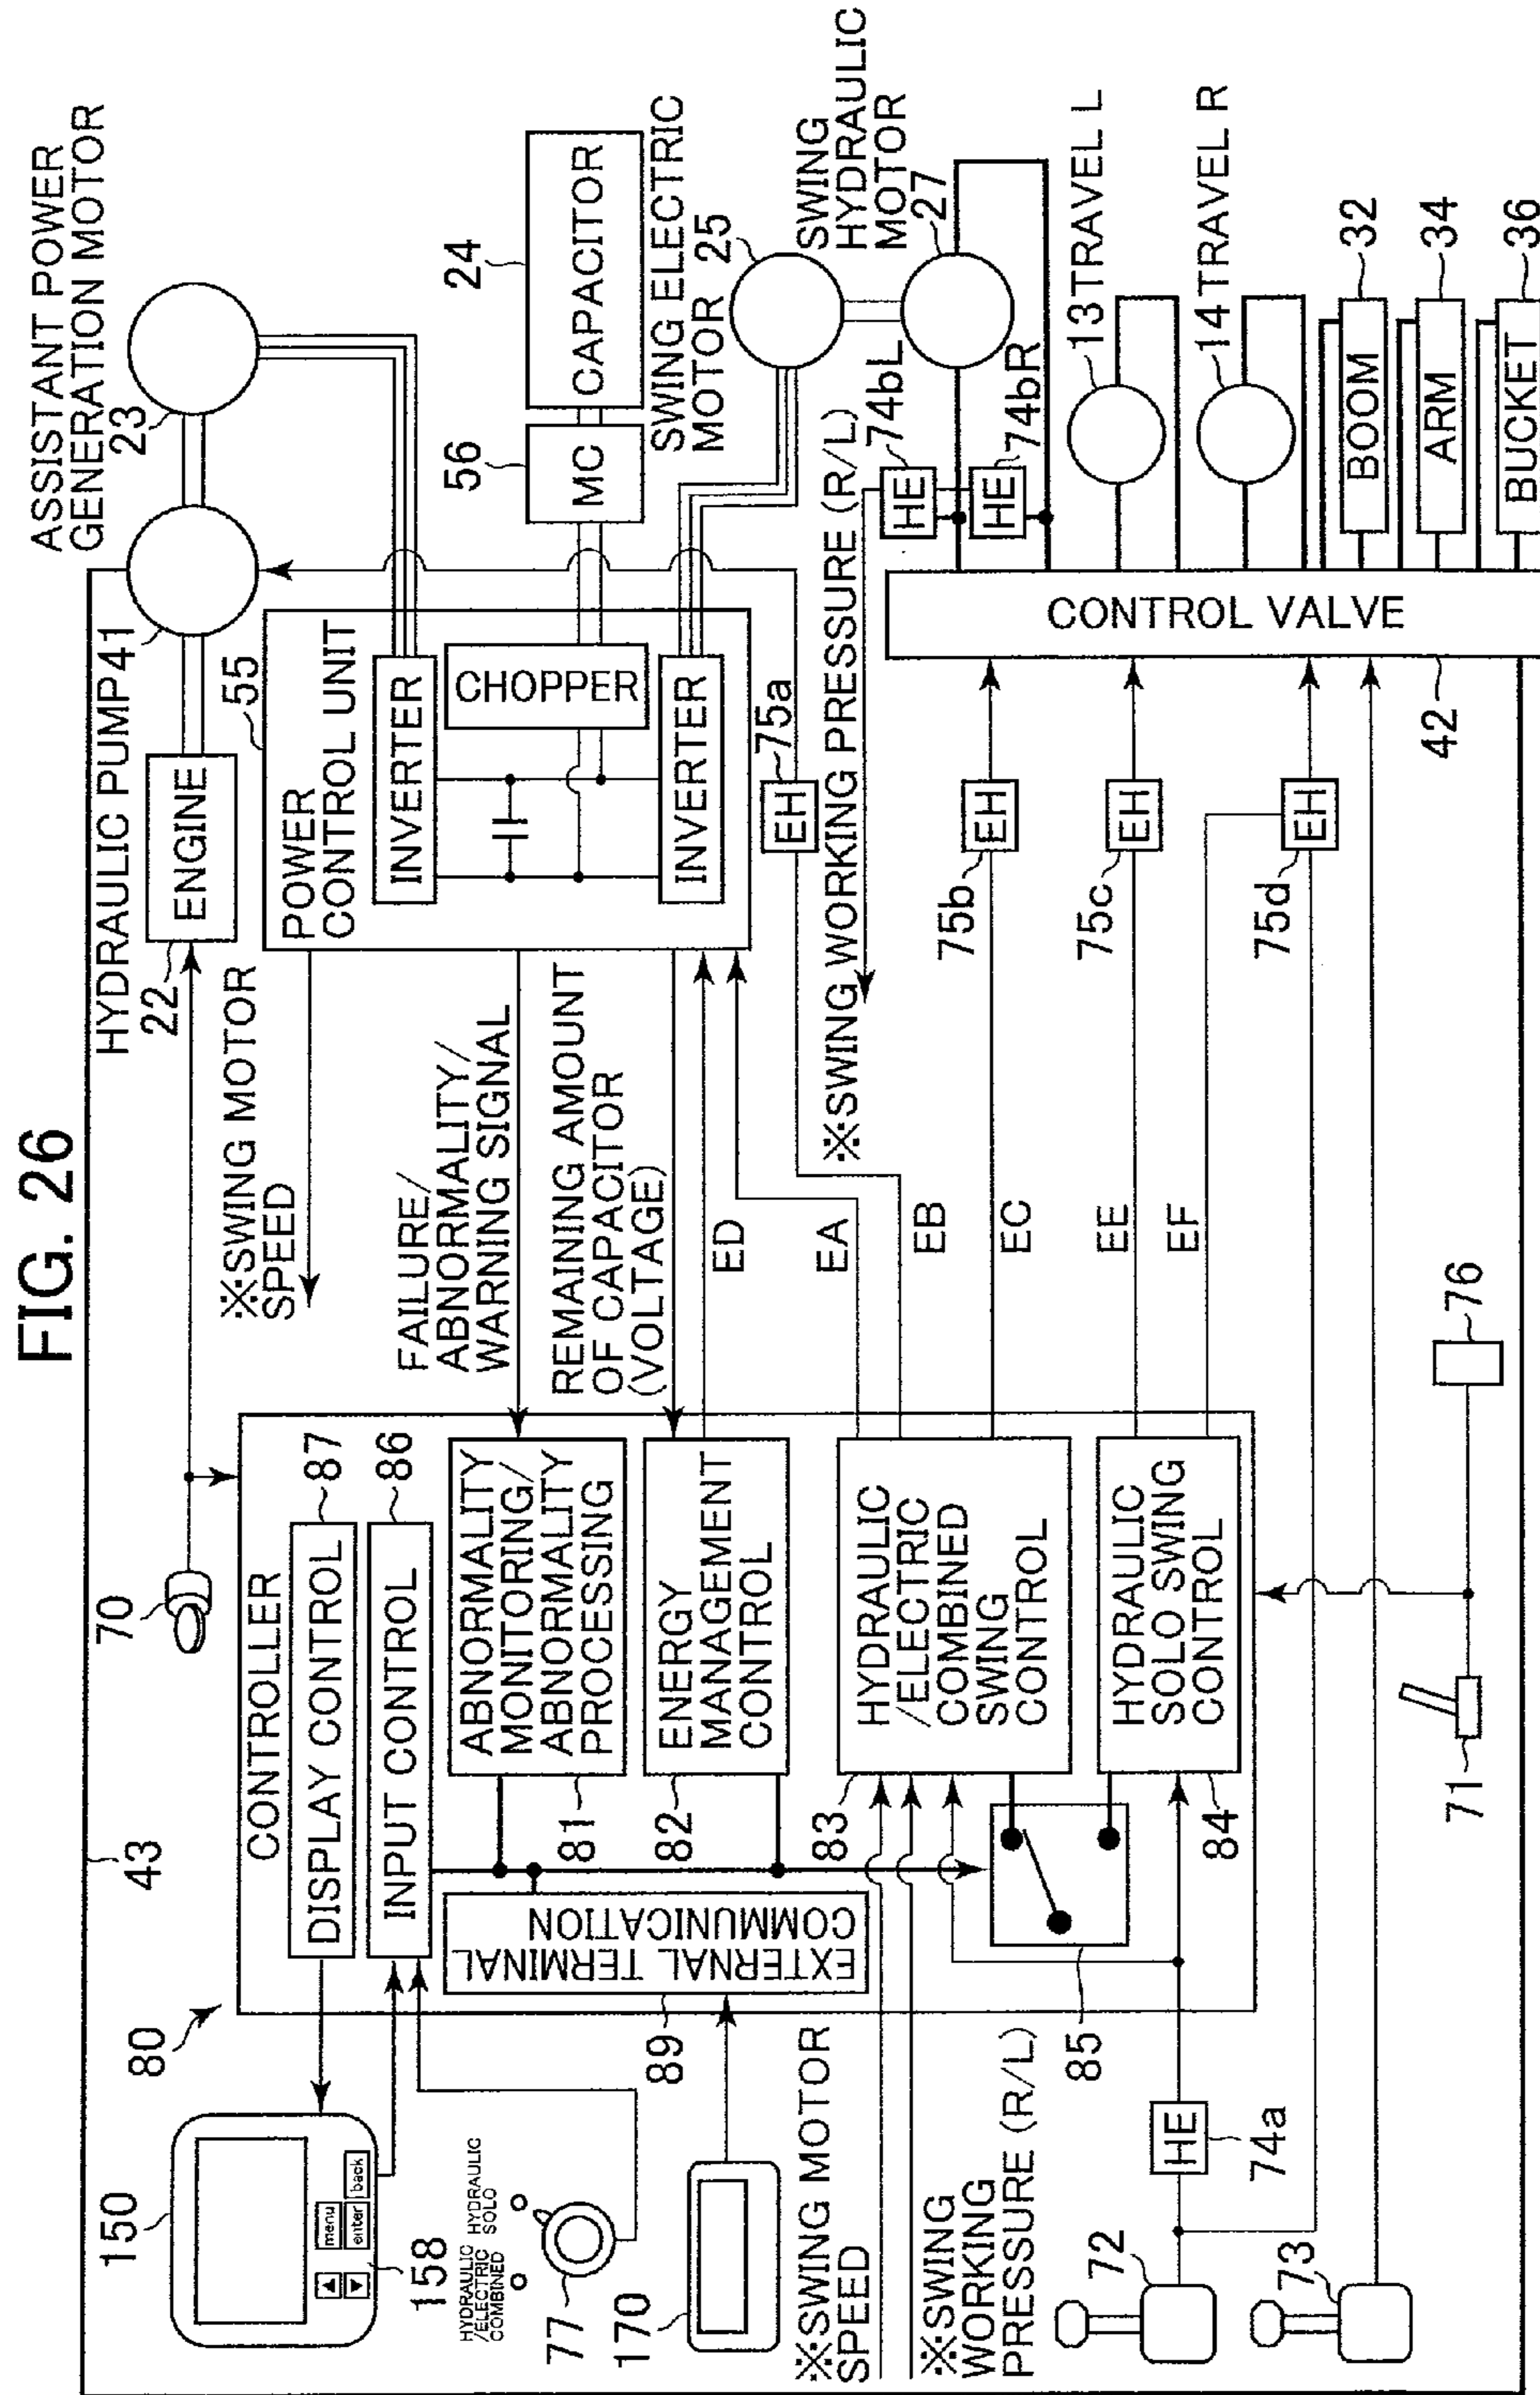 FIG. 26
43
70
ASSISTANT POWER
GENERATION MOTOR
23
HYDRAULIC PUMP41
22
ENGINE
※SWING MOTOR
SPEED
55
POWER
CONTROL UNIT
INVERTER
CHOPPER
INVERTER
56
MC
24
CAPACITOR
SWING ELECTRIC
MOTOR 25
SWING
HYDRAULIC
MOTOR
27
80
CONTROLLER
DISPLAY CONTROL
87
INPUT CONTROL
86
ABNORMALITY
MONITORING/
ABNORMALITY
PROCESSING
81
FAILURE/
ABNORMALITY/
WARNING SIGNAL
ENERGY
MANAGEMENT
CONTROL
82
REMAINING AMOUNT
OF CAPACITOR
(VOLTAGE)
ED
EXTERNAL TERMINAL
COMMUNICATION
89
HYDRAULIC
/ELECTRIC
COMBINED
SWING
CONTROL
83
EA
EB
EC
HYDRAULIC
SOLO SWING
CONTROL
84
EE
EF
85
150
menu
enter
back
▲
▼
158
HYDRAULIC
/ELECTRIC
COMBINED
HYDRAULIC
SOLO
77
170
※SWING MOTOR
SPEED
※SWING
WORKING
PRESSURE (R/L)
72
73
HE
74a
71
76
EH
75a
※SWING WORKING PRESSURE (R/L)
HE
74bL
HE
74bR
EH
75b
EH
75c
EH
75d
CONTROL VALVE
42
13 TRAVEL L
14 TRAVEL R
BOOM
32
ARM
34
BUCKET
36